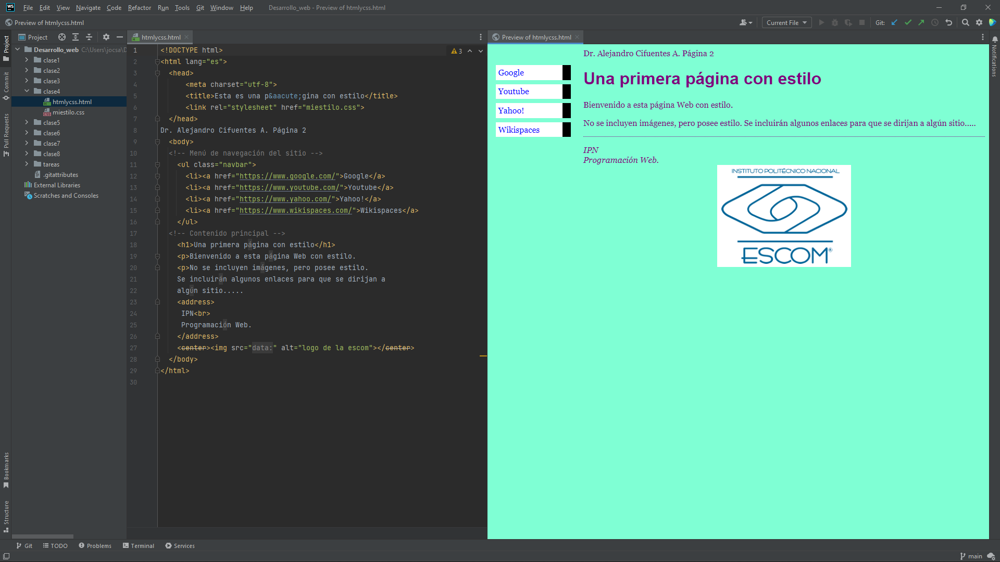 File Edit View Navigate Code Refactor Run Tools Git Window Help Desarrollo_web - Preview of htmlycss.html
Preview of htmlycss.html
Current File
Git:
Project
htmlycss.html
Preview of htmlycss.html
Project
Commit
Pull Requests
Bookmarks
Structure
Notifications
Desarrollo_web C:\Users\jocsa\D
clase1
clase2
clase3
clase4
htmlycss.html
miestilo.css
clase5
clase6
clase7
clase8
tareas
.gitattributes
External Libraries
Scratches and Consoles
3
1 <!DOCTYPE html>
2 <html lang="es">
3 <head>
4 <meta charset="utf-8">
5 <title>Esta es una p&aacute;gina con estilo</title>
6 <link rel="stylesheet" href="miestilo.css">
7 </head>
8 Dr. Alejandro Cifuentes A. Página 2
9 <body>
10 <!-- Menú de navegación del sitio -->
11 <ul class="navbar">
12 <li><a href="https://www.google.com/">Google</a>
13 <li><a href="https://www.youtube.com/">Youtube</a>
14 <li><a href="https://www.yahoo.com/">Yahoo!</a>
15 <li><a href="https://www.wikispaces.com/">Wikispaces</a>
16 </ul>
17 <!-- Contenido principal -->
18 <h1>Una primera página con estilo</h1>
19 <p>Bienvenido a esta página Web con estilo.
20 <p>No se incluyen imágenes, pero posee estilo.
21 Se incluirán algunos enlaces para que se dirijan a
22 algún sitio.....
23 <address>
24 IPN<br>
25 Programación Web.
26 </address>
27 <center><img src="data:" alt="logo de la escom"></center>
28 </body>
29 </html>
30
Dr. Alejandro Cifuentes A. Página 2
Google
Youtube
Yahoo!
Wikispaces
Una primera página con estilo
Bienvenido a esta página Web con estilo.
No se incluyen imágenes, pero posee estilo. Se incluirán algunos enlaces para que se dirijan a algún sitio.....
IPN
Programación Web.
INSTITUTO POLITÉCNICO NACIONAL
ESCOM®
Git TODO Problems Terminal Services
main